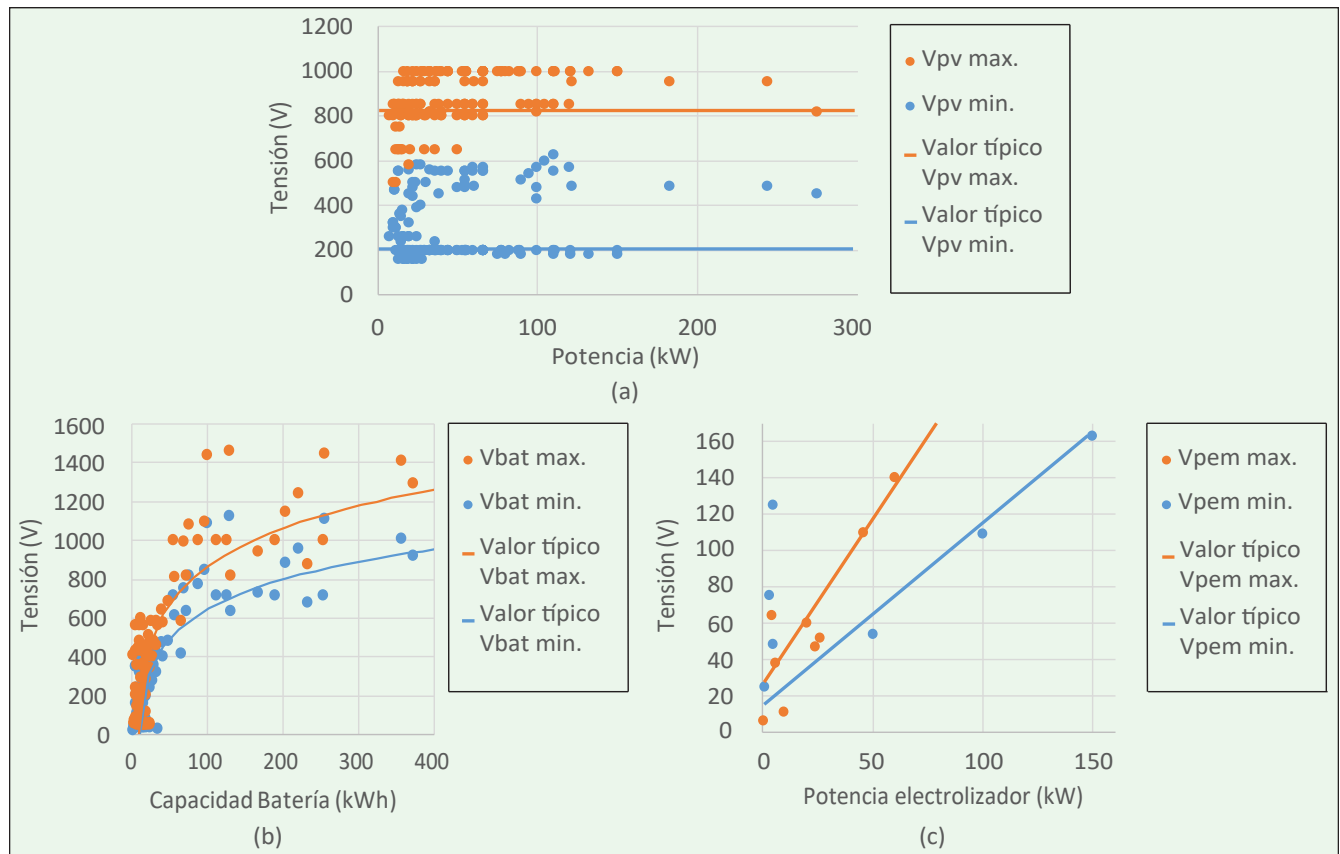 1200
1000
800
600
400
200
0
Tensión (V)
0
100
200
300
Potencia (kW)
Vpv max.
Vpv min.
Valor típico
Vpv max.
Valor típico
Vpv min.
(a)
1600
1400
1200
1000
800
600
400
200
0
Tensión (V)
0
100
200
300
400
Capacidad Batería (kWh)
Vbat max.
Vbat min.
Valor típico
Vbat max.
Valor típico
Vbat min.
(b)
160
140
120
100
80
60
40
20
0
Tensión (V)
0
50
100
150
Potencia electrolizador (kW)
Vpem max.
Vpem min.
Valor típico
Vpem max.
Valor típico
Vpem min.
(c)